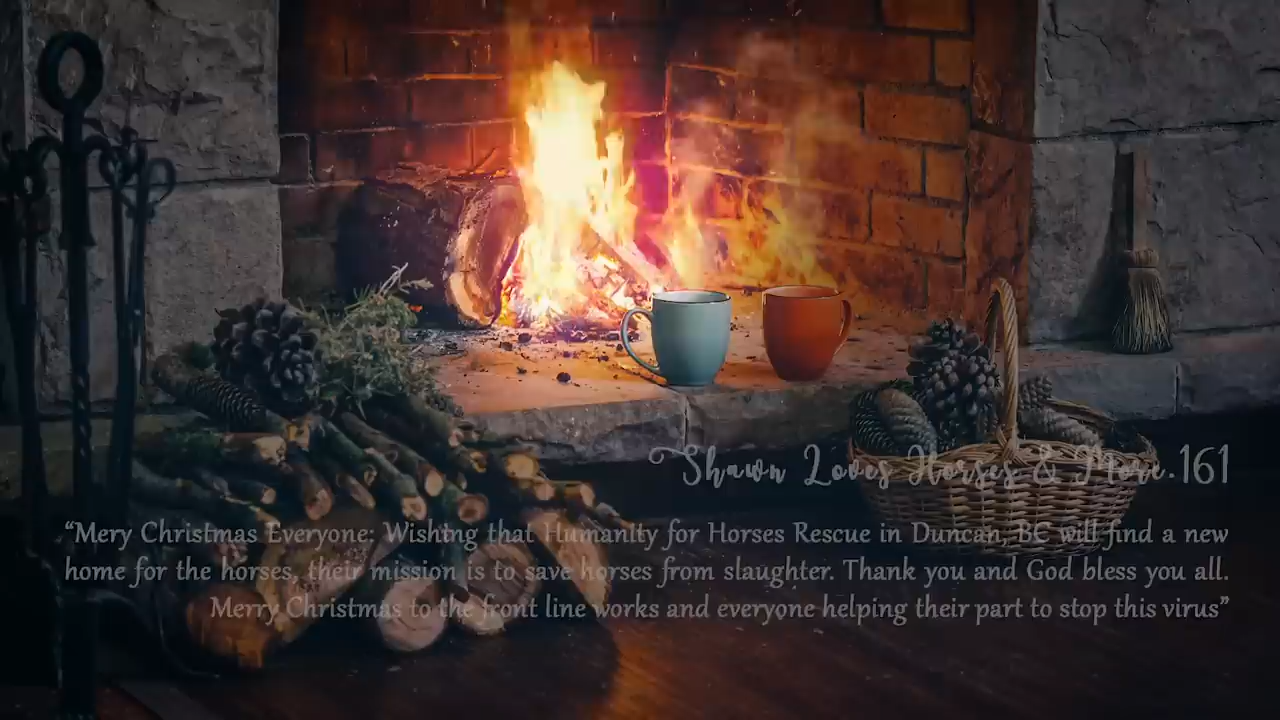 Shawn Loves Horses & More.161
“Mery Christmas Everyone: Wishing that Humanity for Horses Rescue in Duncan, BC will find a new
home for the horses, their mission is to save horses from slaughter. Thank you and God bless you all.
Merry Christmas to the front line works and everyone helping their part to stop this virus”